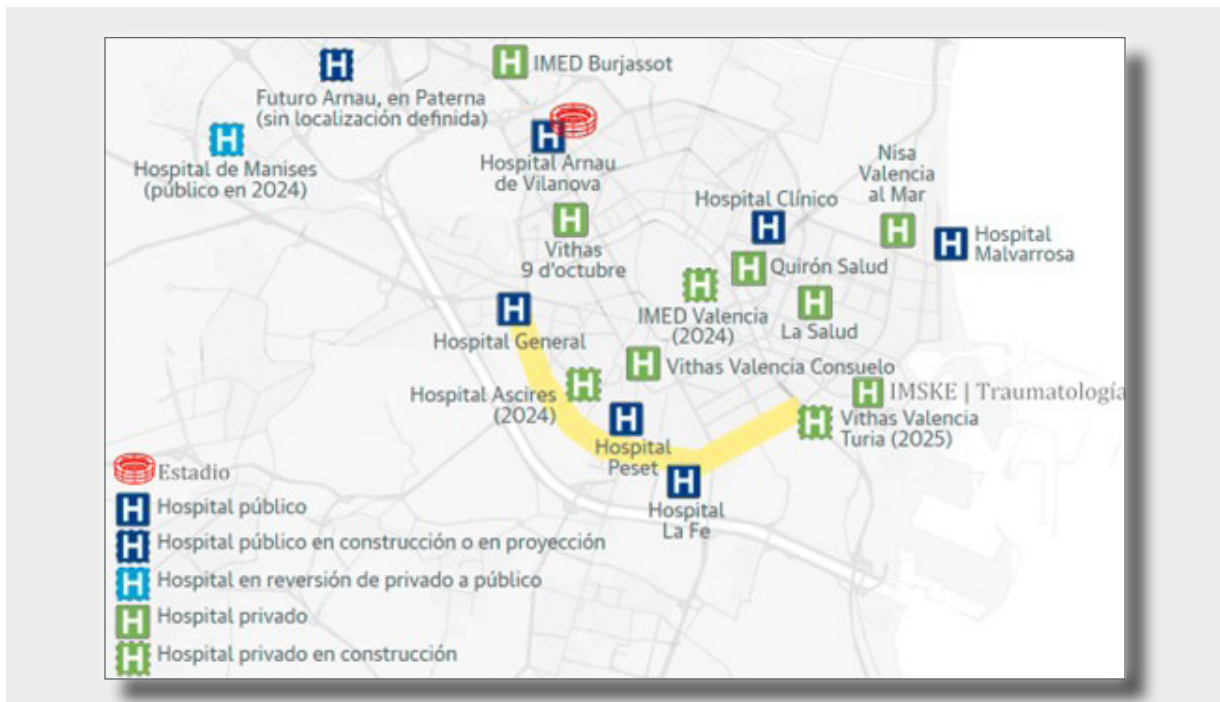 IMED Burjassot
Futuro Arnau, en Paterna
(sin localización definida)
Hospital de Manises
(público en 2024)
Hospital Arnau
de Vilanova
Nisa
Valencia
al Mar
Hospital Clínico
Hospital
Malvarrosa
Vithas
9 d'octubre
Quirón Salud
IMED Valencia
(2024)
La Salud
Hospital General
Vithas Valencia Consuelo
Hospital Ascires
(2024)
IMSKE | Traumatología
Vithas Valencia
Turia (2025)
Hospital
Peset
Hospital
La Fe
Estadio
H Hospital público
H Hospital público en construcción o en proyección
H Hospital en reversión de privado a público
H Hospital privado
H Hospital privado en construcción